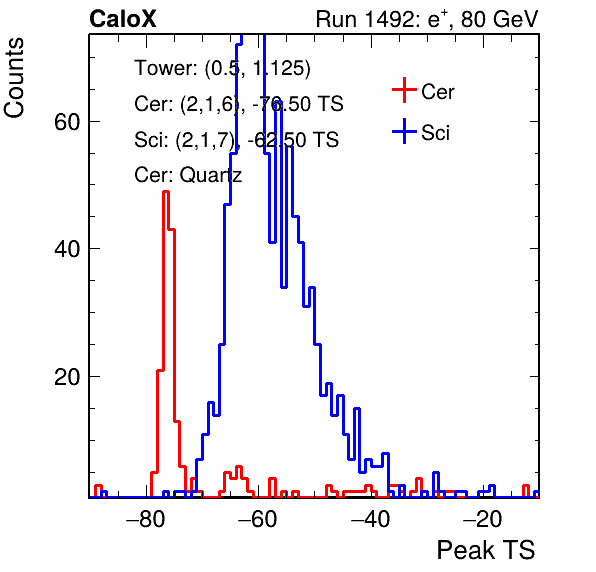 CaloX
Run 1492: e+, 80 GeV
Counts
Tower: (0.5, 1.125)
Cer: (2,1,6), -76.50 TS
Sci: (2,1,7), -62.50 TS
Cer: Quartz
Cer
Sci
60
40
20
−80 −60 −40 −20
Peak TS